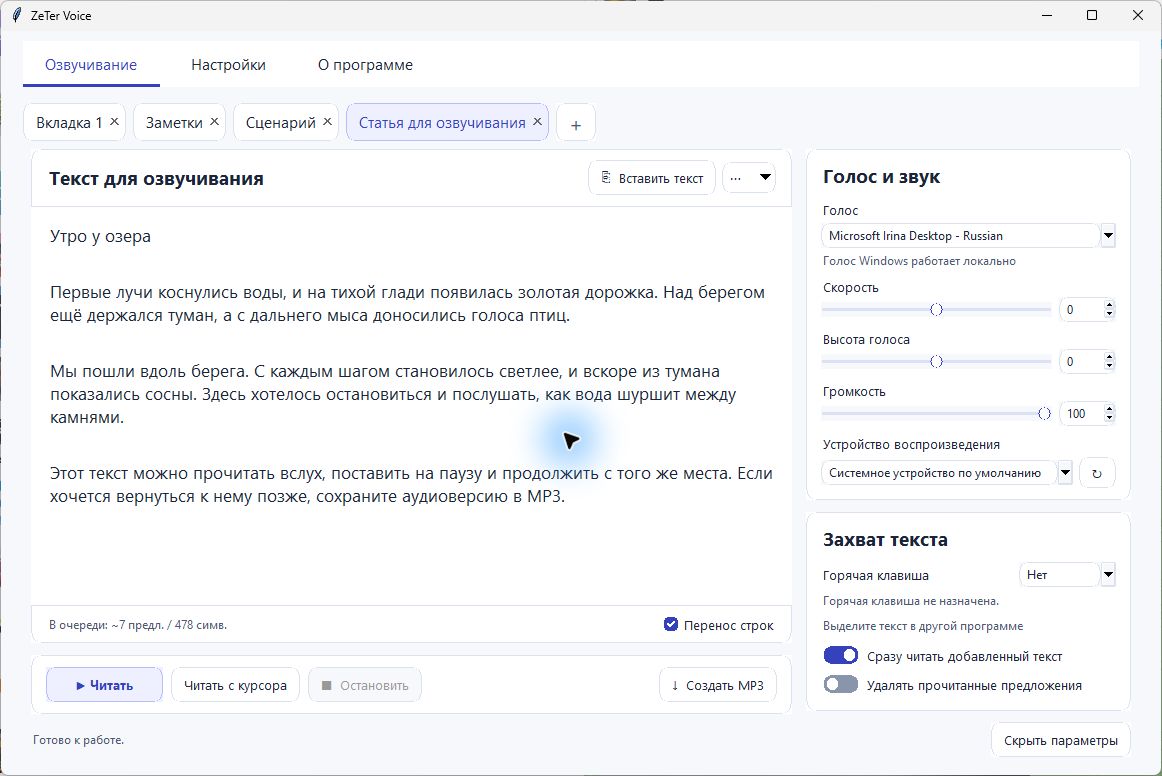 ZeTer Voice
Озвучивание
Настройки
О программе
Вкладка 1 ×
Заметки ×
Сценарий ×
Статья для озвучивания ×
+
Текст для озвучивания
Вставить текст
...
Утро у озера
Первые лучи коснулись воды, и на тихой глади появилась золотая дорожка. Над берегом
ещё держался туман, а с дальнего мыса доносились голоса птиц.
Мы пошли вдоль берега. С каждым шагом становилось светлее, и вскоре из тумана
показались сосны. Здесь хотелось остановиться и послушать, как вода шуршит между
камнями.
Этот текст можно прочитать вслух, поставить на паузу и продолжить с того же места. Если
хочется вернуться к нему позже, сохраните аудиоверсию в MP3.
В очереди: ~7 предл. / 478 симв.
Перенос строк
Читать
Читать с курсора
Остановить
↓ Создать MP3
Готово к работе.
Голос и звук
Голос
Microsoft Irina Desktop - Russian
Голос Windows работает локально
Скорость
0
Высота голоса
0
Громкость
100
Устройство воспроизведения
Системное устройство по умолчанию
Захват текста
Горячая клавиша
Нет
Горячая клавиша не назначена.
Выделите текст в другой программе
Сразу читать добавленный текст
Удалять прочитанные предложения
Скрыть параметры